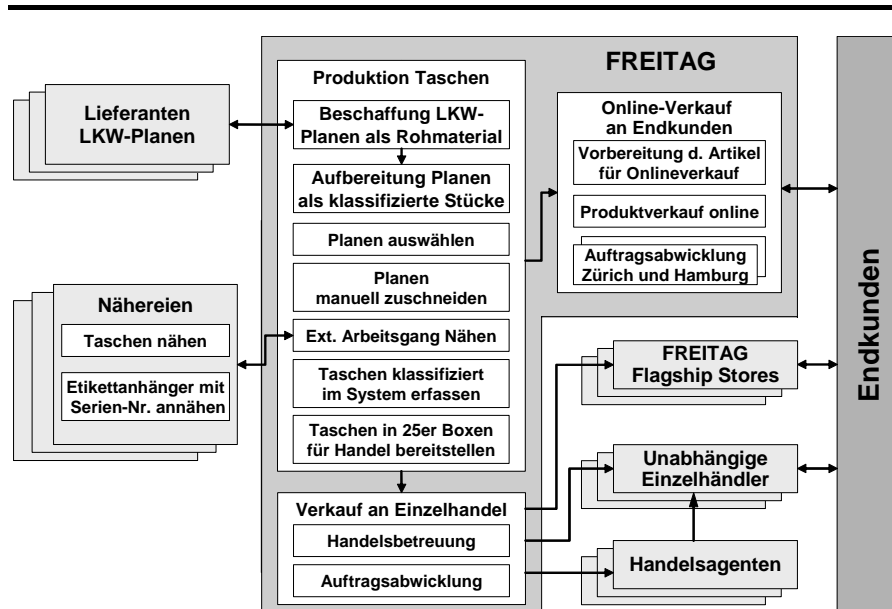 FREITAG
Lieferanten
LKW-Planen
Produktion Taschen
Beschaffung LKW-
Planen als Rohmaterial
Aufbereitung Planen
als klassifizierte Stücke
Planen auswählen
Planen
manuell zuschneiden
Ext. Arbeitsgang Nähen
Taschen klassifiziert
im System erfassen
Taschen in 25er Boxen
für Handel bereitstellen
Nähereien
Taschen nähen
Etikettanhänger mit
Serien-Nr. annähen
Verkauf an Einzelhandel
Handelsbetreuung
Auftragsabwicklung
Online-Verkauf
an Endkunden
Vorbereitung d. Artikel
für Onlineverkauf
Produktverkauf online
Auftragsabwicklung
Zürich und Hamburg
FREITAG
Flagship Stores
Unabhängige
Einzelhändler
Handelsagenten
Endkunden